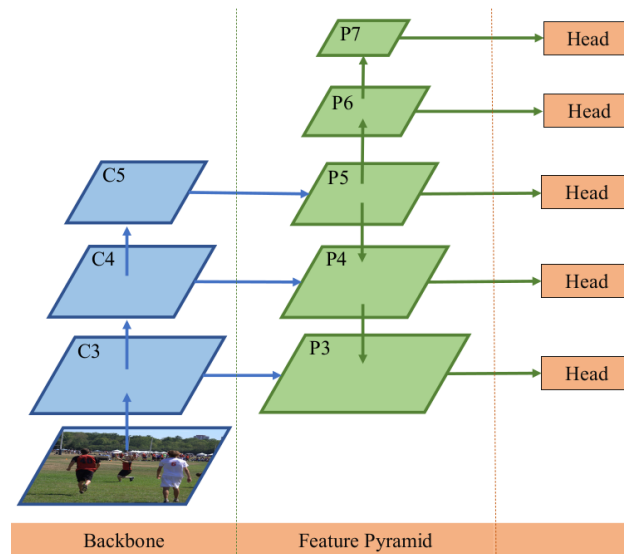 P7
Head
P6
Head
C5
P5
Head
C4
P4
Head
C3
P3
Head
Backbone
Feature Pyramid